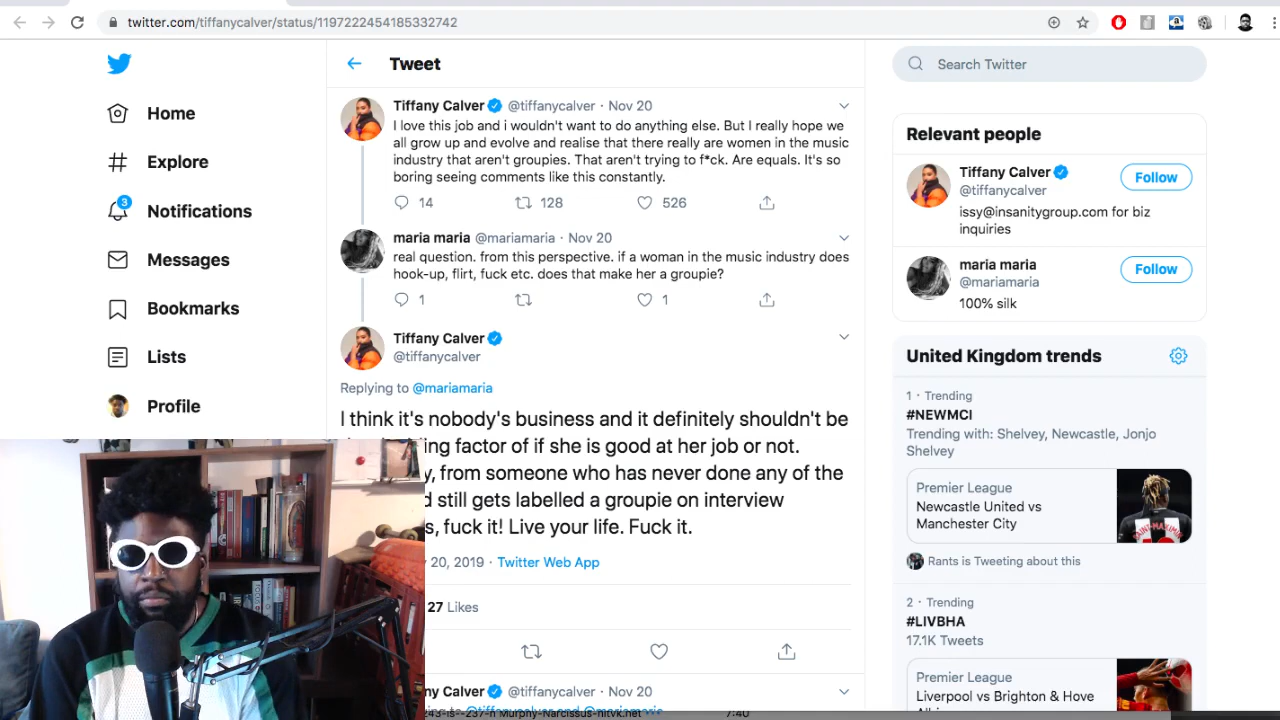 twitter.com/tiffanycalver/status/1197222454185332742
Home
Explore
3
Notifications
Messages
Bookmarks
Lists
Profile
Tweet
Tiffany Calver @tiffanycalver · Nov 20
I love this job and i wouldn't want to do anything else. But I really hope we
all grow up and evolve and realise that there really are women in the music
industry that aren't groupies. That aren't trying to f*ck. Are equals. It's so
boring seeing comments like this constantly.
14 128 526
maria maria @mariamaria · Nov 20
real question. from this perspective. if a woman in the music industry does
hook-up, flirt, fuck etc. does that make her a groupie?
1 1
Tiffany Calver
@tiffanycalver
Replying to @mariamaria
I think it's nobody's business and it definitely shouldn't be
ing factor of if she is good at her job or not.
y, from someone who has never done any of the
d still gets labelled a groupie on interview
s, fuck it! Live your life. Fuck it.
20, 2019 · Twitter Web App
27 Likes
ny Calver @tiffanycalver · Nov 20
@tiffanycalver and @mariamaria
7:40
Search Twitter
Relevant people
Tiffany Calver
@tiffanycalver
Follow
issy@insanitygroup.com for biz
inquiries
maria maria
@mariamaria
Follow
100% silk
United Kingdom trends
1 · Trending
#NEWMCI
Trending with: Shelvey, Newcastle, Jonjo
Shelvey
Premier League
Newcastle United vs
Manchester City
Rants is Tweeting about this
2 · Trending
#LIVBHA
17.1K Tweets
Premier League
Liverpool vs Brighton & Hove